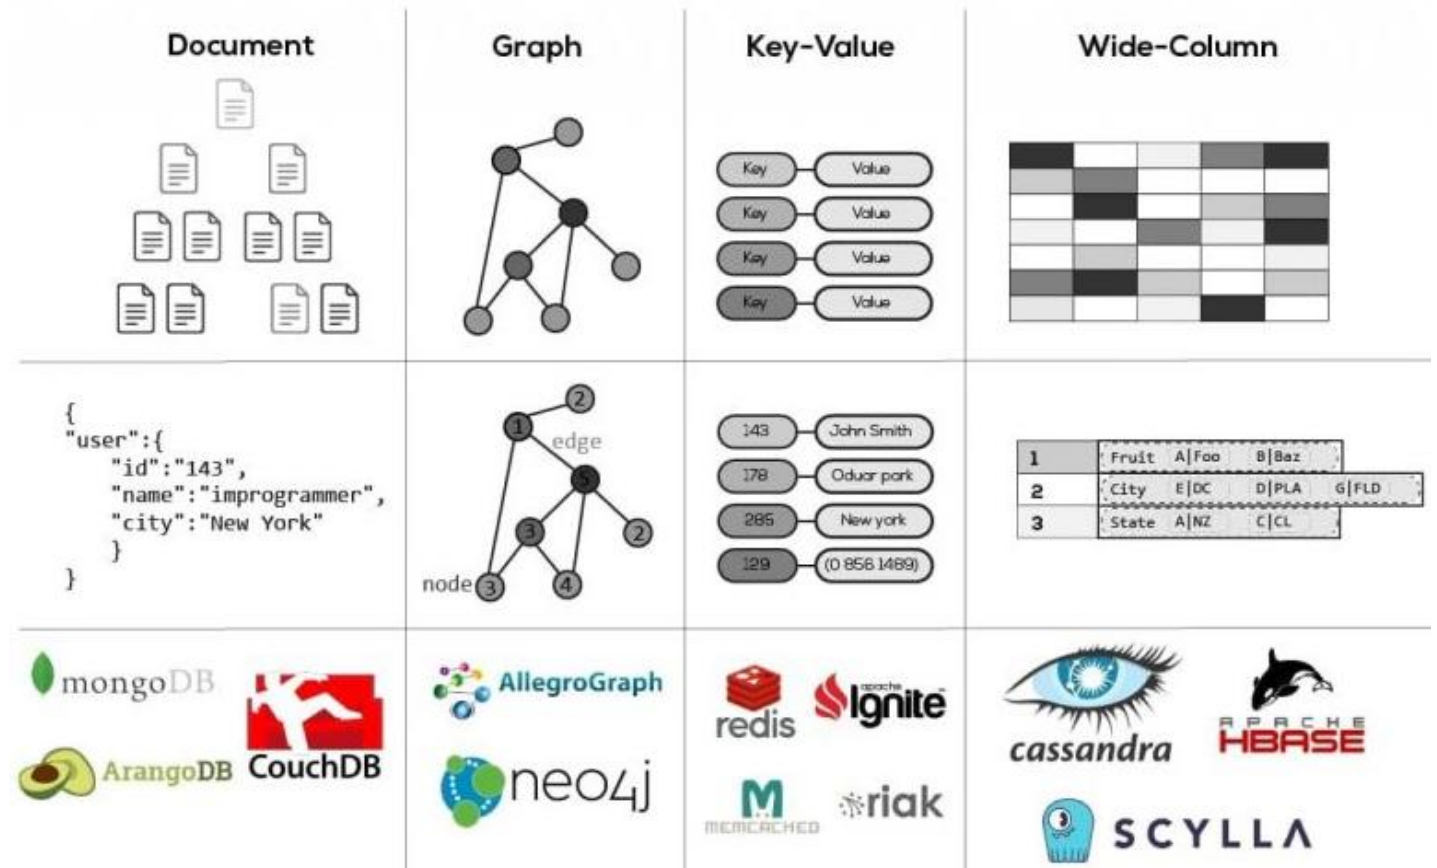 Document
Graph
Key-Value
Wide-Column
Key Value
Key Value
Key Value
Key Value
{
"user":{
"id":"143",
"name":"improgrammer",
"city":"New York"
}
}
2
1
edge
5
3
2
node 3
4
143 John Smith
178 Oduar park
285 New york
129 (0 856 1489)
1 Fruit A|Foo B|Baz
2 City E|DC D|PLA G|FLD
3 State A|NZ C|CL
mongoDB
CouchDB
ArangoDB
AllegroGraph
neo4j
redis
apache
Ignite
MEMCACHED
riak
cassandra
APACHE
HBASE
SCYLLA